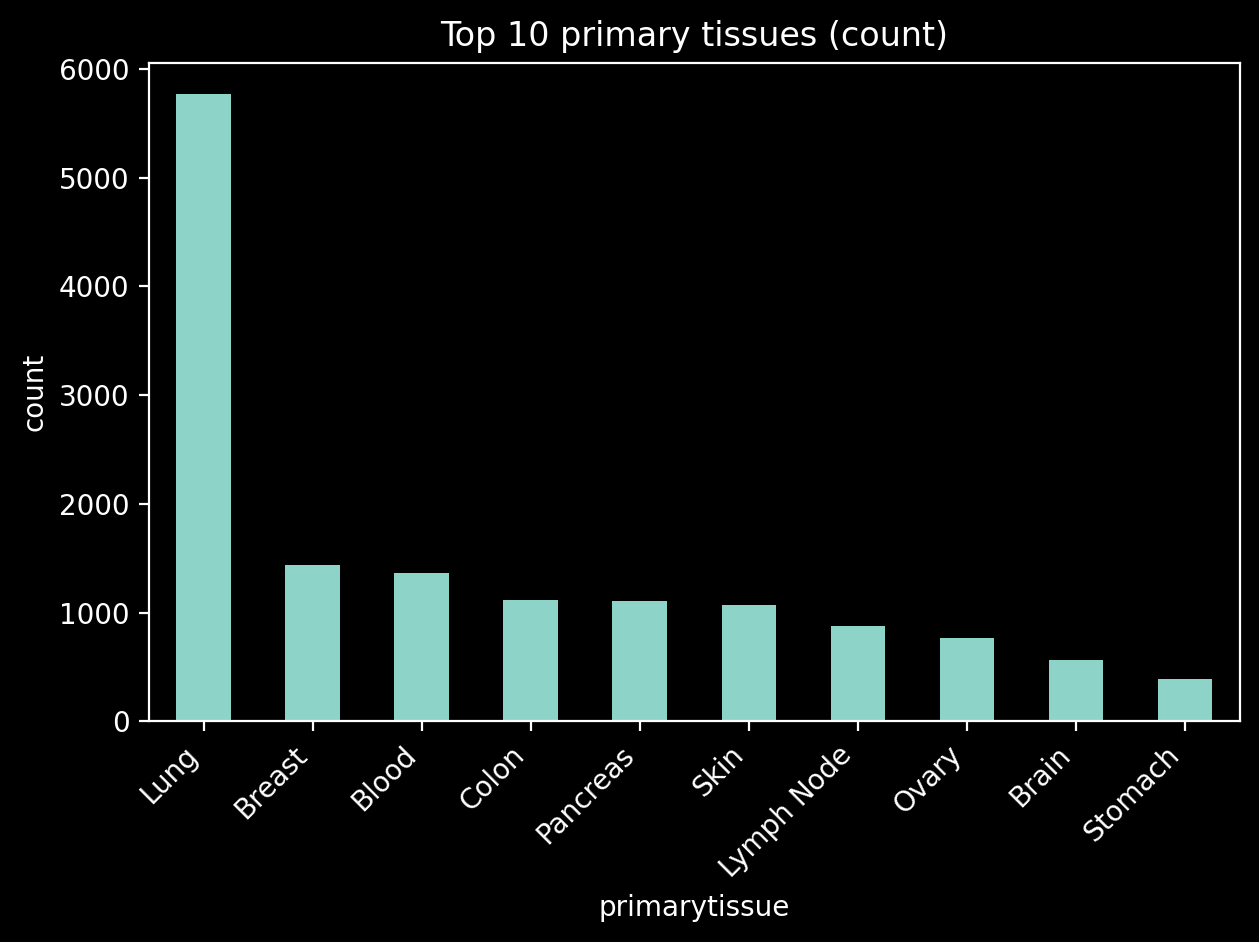 Top 10 primary tissues (count)
6000
5000
4000
3000
2000
1000
0
count
Lung
Breast
Blood
Colon
Pancreas
Skin
Lymph Node
Ovary
Brain
Stomach
primarytissue